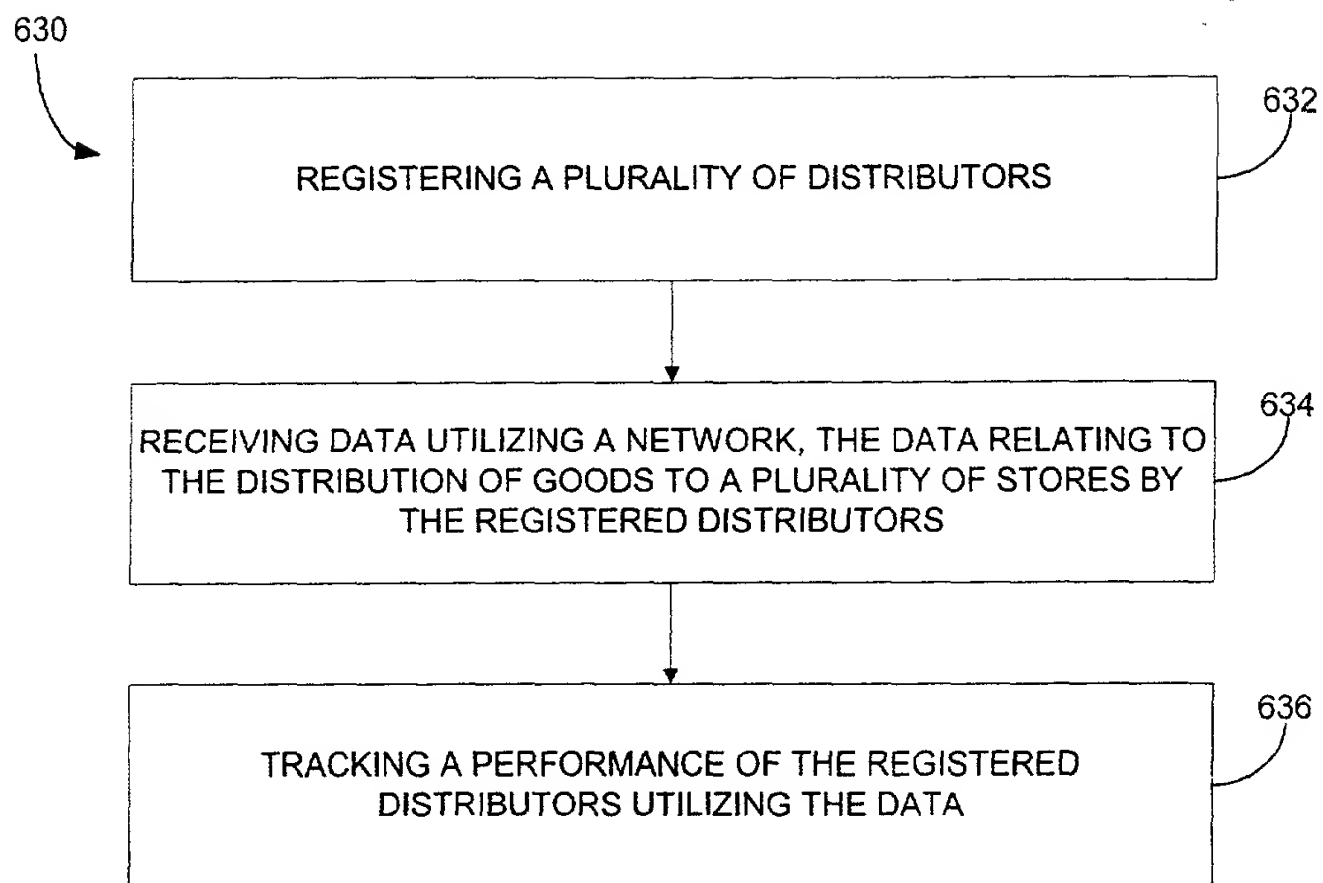 630
632
REGISTERING A PLURALITY OF DISTRIBUTORS
634
RECEIVING DATA UTILIZING A NETWORK, THE DATA RELATING TO
THE DISTRIBUTION OF GOODS TO A PLURALITY OF STORES BY
THE REGISTERED DISTRIBUTORS
636
TRACKING A PERFORMANCE OF THE REGISTERED
DISTRIBUTORS UTILIZING THE DATA